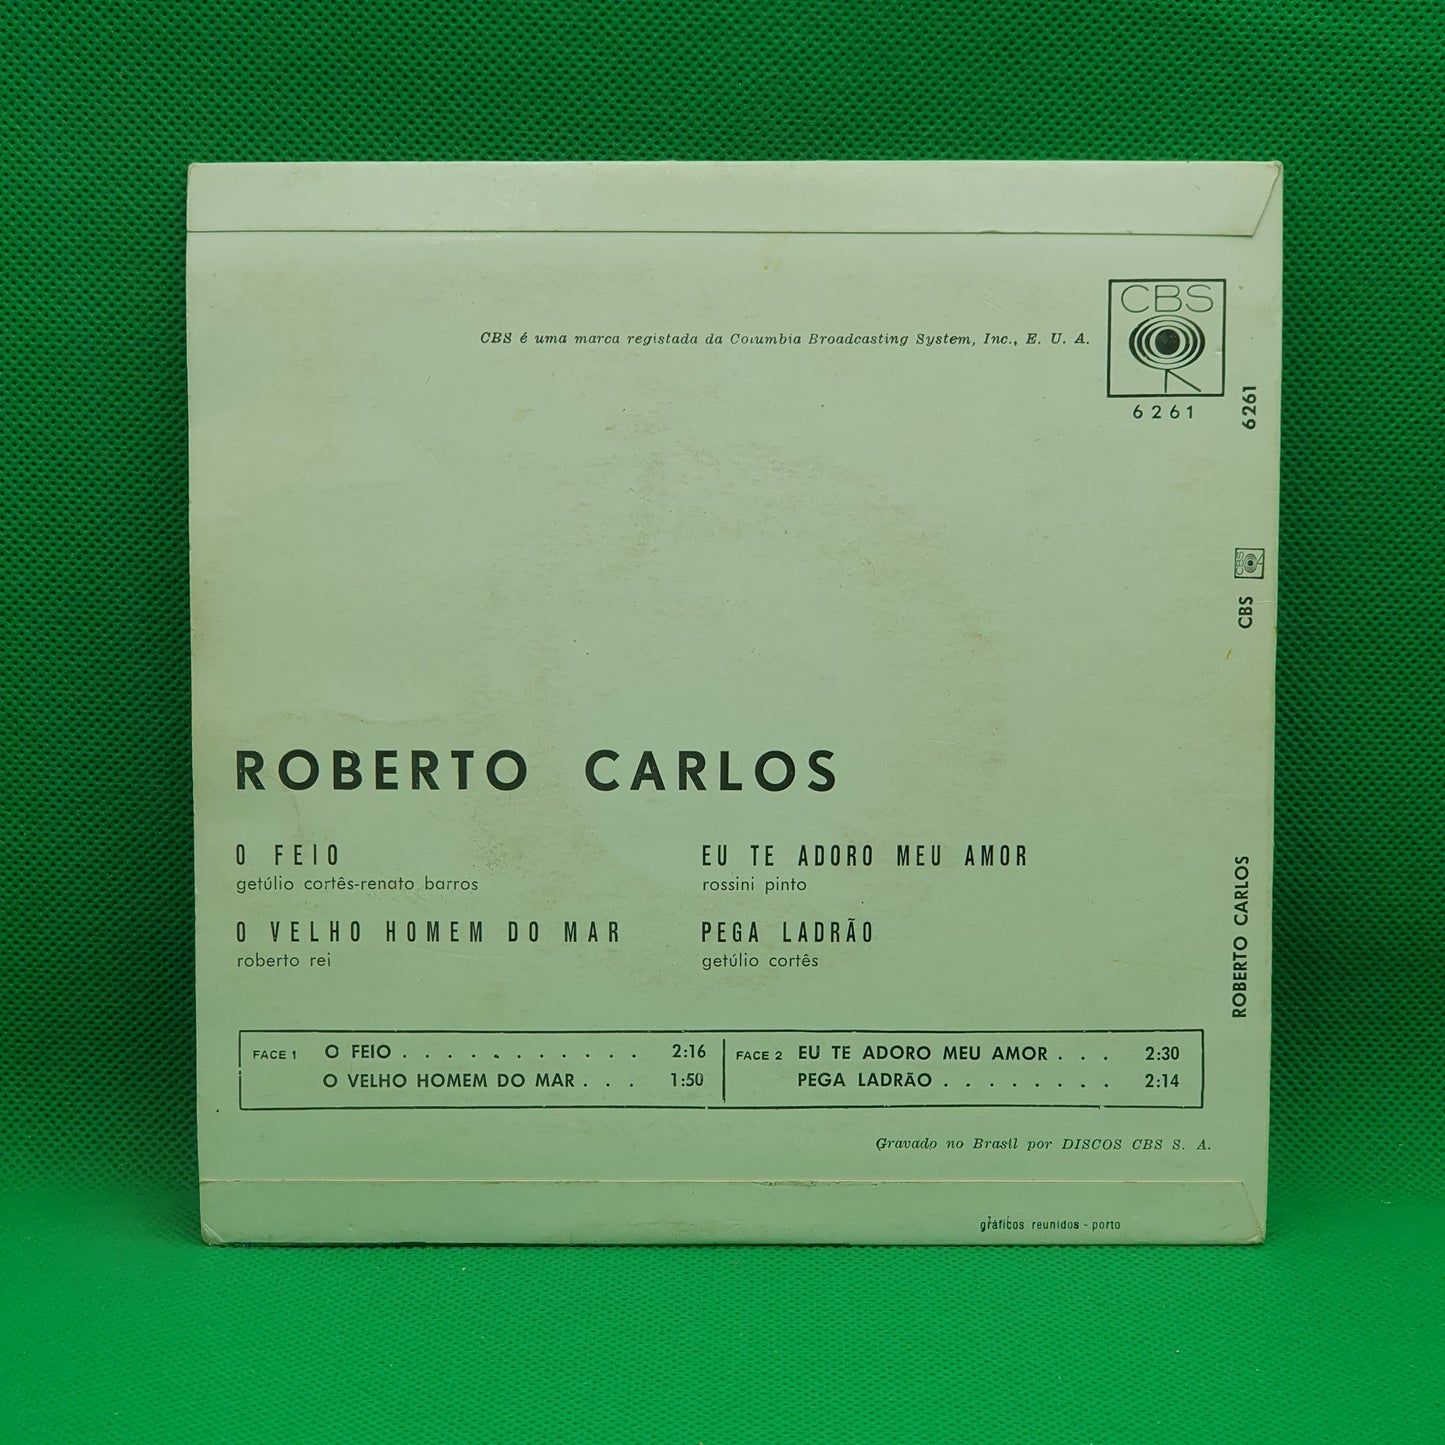 CBS
CBS é uma marca registada da Columbia Broadcasting System, Inc., E. U. A.
6261
6261
CBS
CBS
ROBERTO CARLOS
ROBERTO CARLOS
O FEIO
getúlio cortês-renato barros
O VELHO HOMEM DO MAR
roberto rei
EU TE ADORO MEU AMOR
rossini pinto
PEGA LADRÃO
getúlio cortês
FACE 1 O FEIO . . . . . . . . . . . 2:16
O VELHO HOMEM DO MAR . . . 1:50
FACE 2 EU TE ADORO MEU AMOR . . . 2:30
PEGA LADRÃO . . . . . . . . 2:14
Gravado no Brasil por DISCOS CBS S. A.
gráficos reunidos - porto